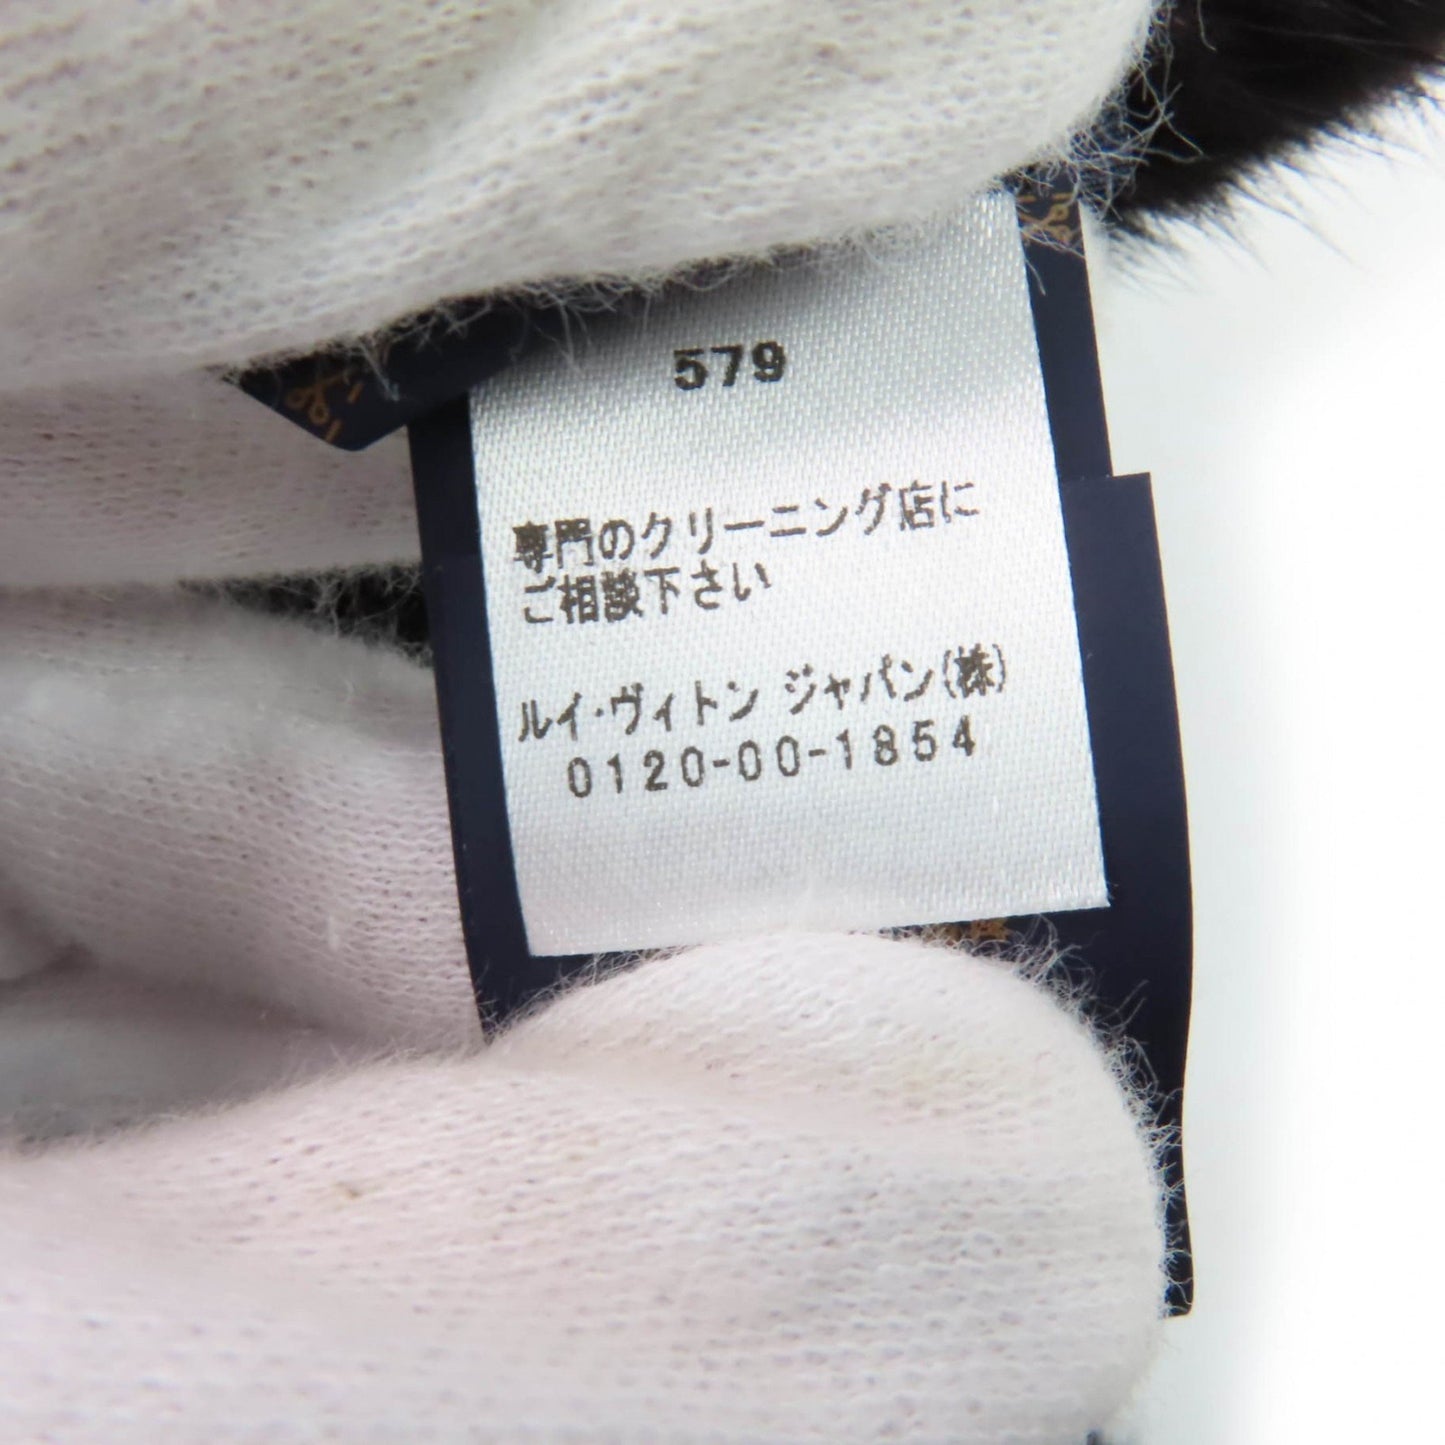 579
専門のクリーニング店に
ご相談下さい
ルイ・ヴィトン ジャパン(株)
0120-00-1854